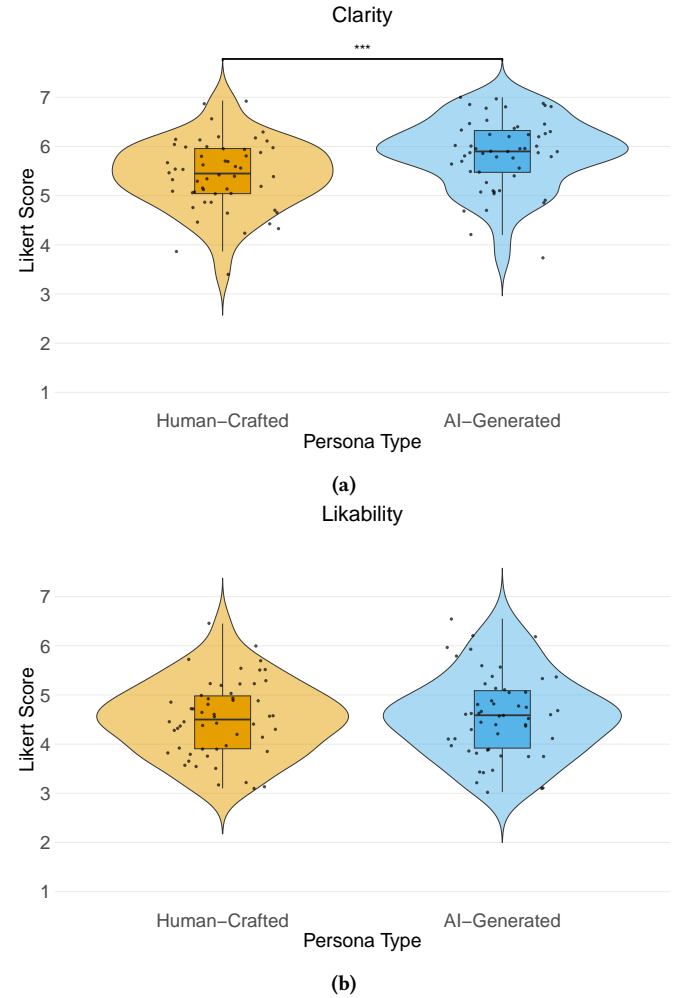 Clarity
***
7
6
5
4
3
2
1
Likert Score
Human−Crafted AI−Generated
Persona Type
(a)
Likability
7
6
5
4
3
2
1
Likert Score
Human−Crafted AI−Generated
Persona Type
(b)